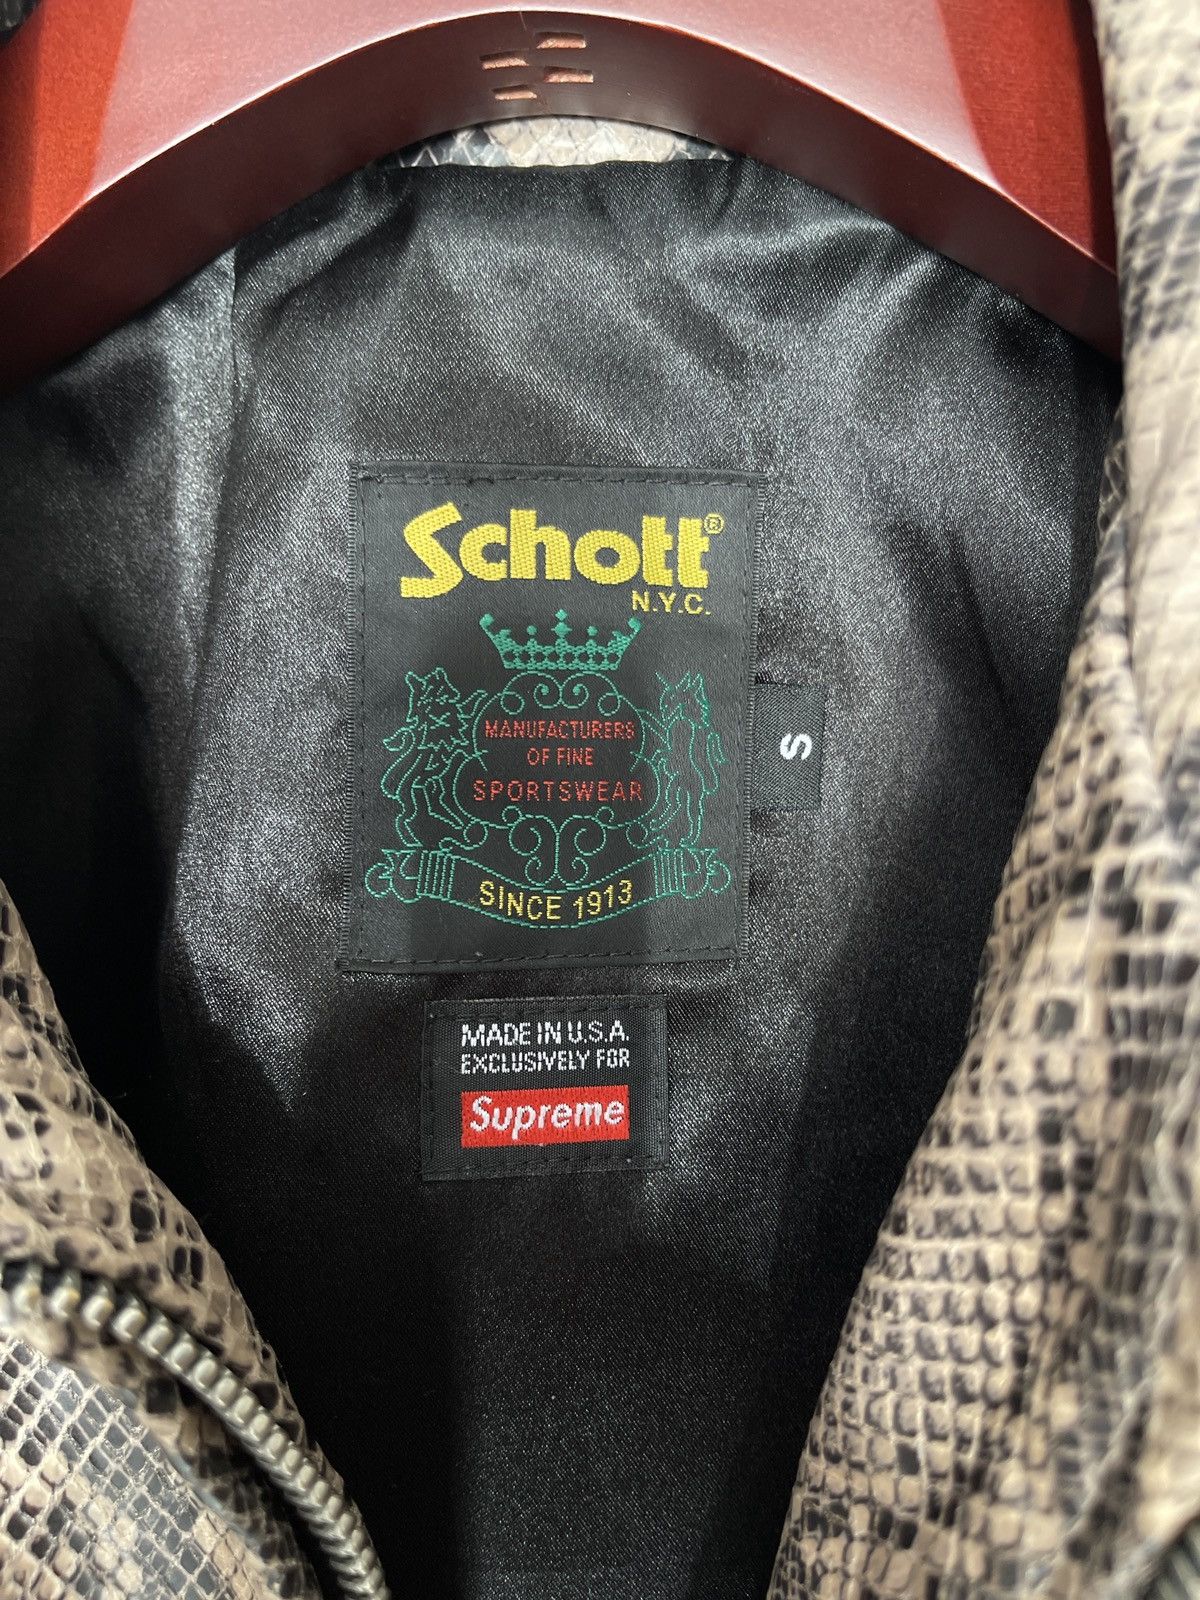 Schott®
N.Y.C.
MANUFACTURERS
OF FINE
SPORTSWEAR
SINCE 1913
S
MADE IN U.S.A.
EXCLUSIVELY FOR
Supreme